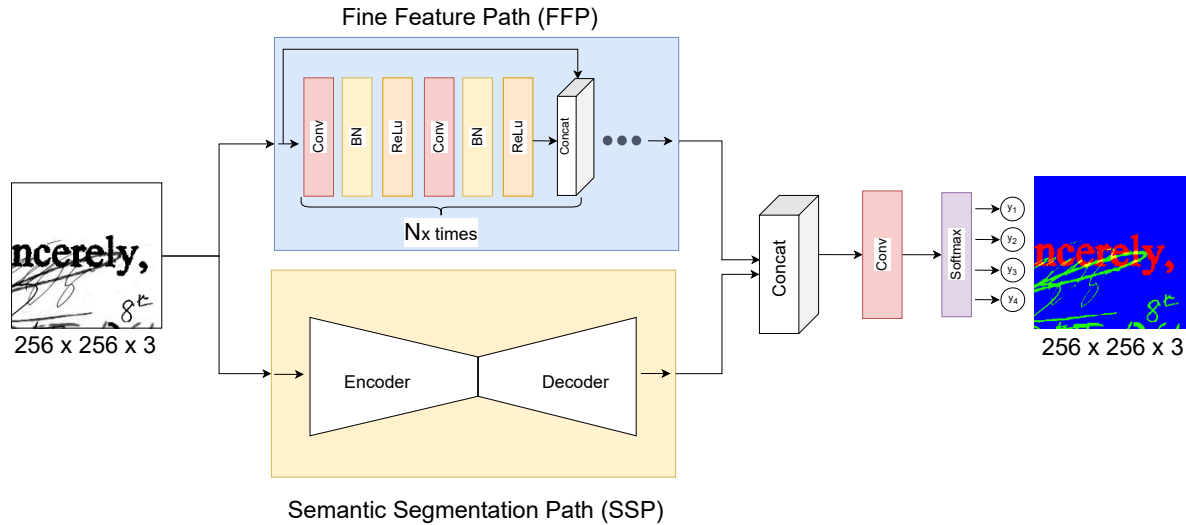 Fine Feature Path (FFP)
Conv
BN
ReLu
Conv
BN
ReLu
Concat
Nx times
ncerely,
8
256 x 256 x 3
Encoder
Decoder
Semantic Segmentation Path (SSP)
Concat
Conv
Softmax
y1
y2
y3
y4
ncerely,
8
256 x 256 x 3